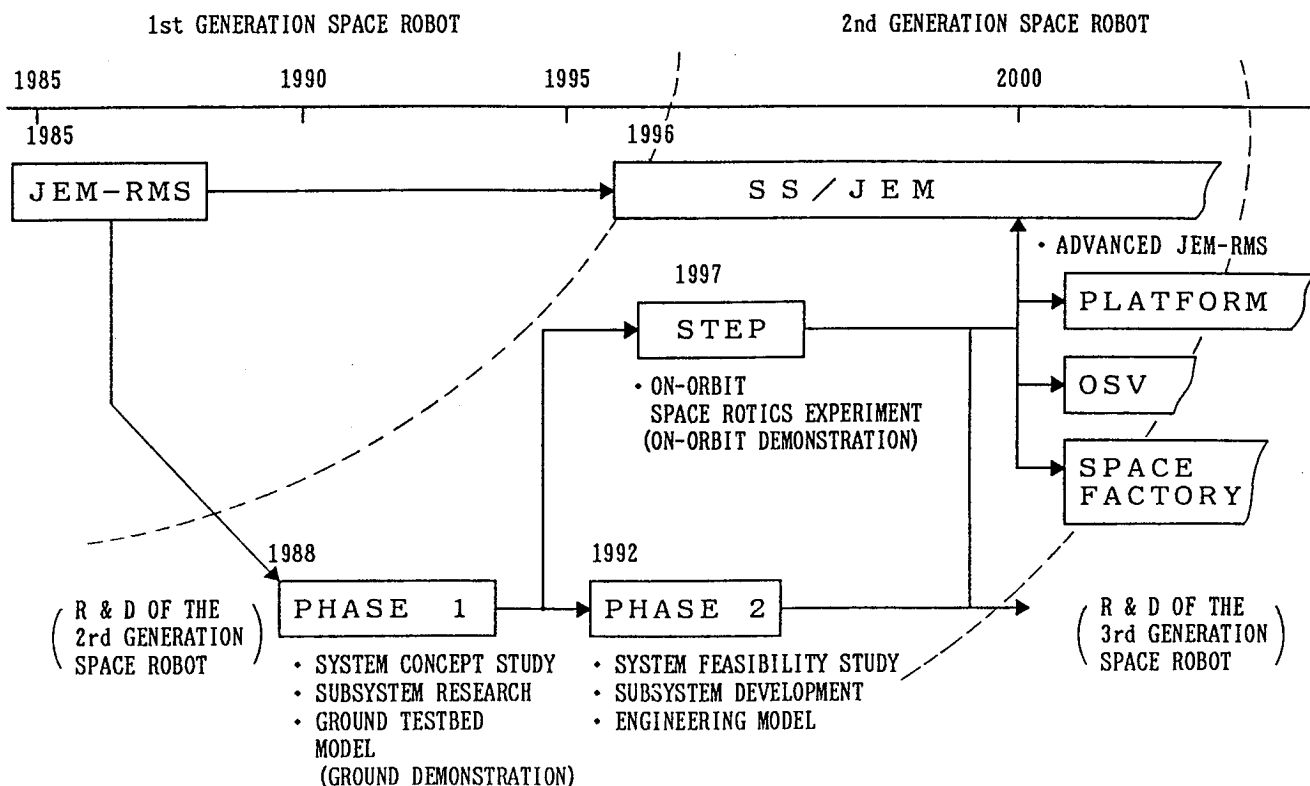 1st GENERATION SPACE ROBOT
2nd GENERATION SPACE ROBOT
1985
1990
1995
2000
1985
1996
JEM-RMS
SS/JEM
• ADVANCED JEM-RMS
1997
STEP
PLATFORM
• ON-ORBIT
SPACE ROTICS EXPERIMENT
(ON-ORBIT DEMONSTRATION)
OSV
SPACE
FACTORY
1988
1992
(R & D OF THE
2rd GENERATION
SPACE ROBOT)
PHASE 1
PHASE 2
(R & D OF THE
3rd GENERATION
SPACE ROBOT)
• SYSTEM CONCEPT STUDY
• SUBSYSTEM RESEARCH
• GROUND TESTBED
MODEL
(GROUND DEMONSTRATION)
• SYSTEM FEASIBILITY STUDY
• SUBSYSTEM DEVELOPMENT
• ENGINEERING MODEL